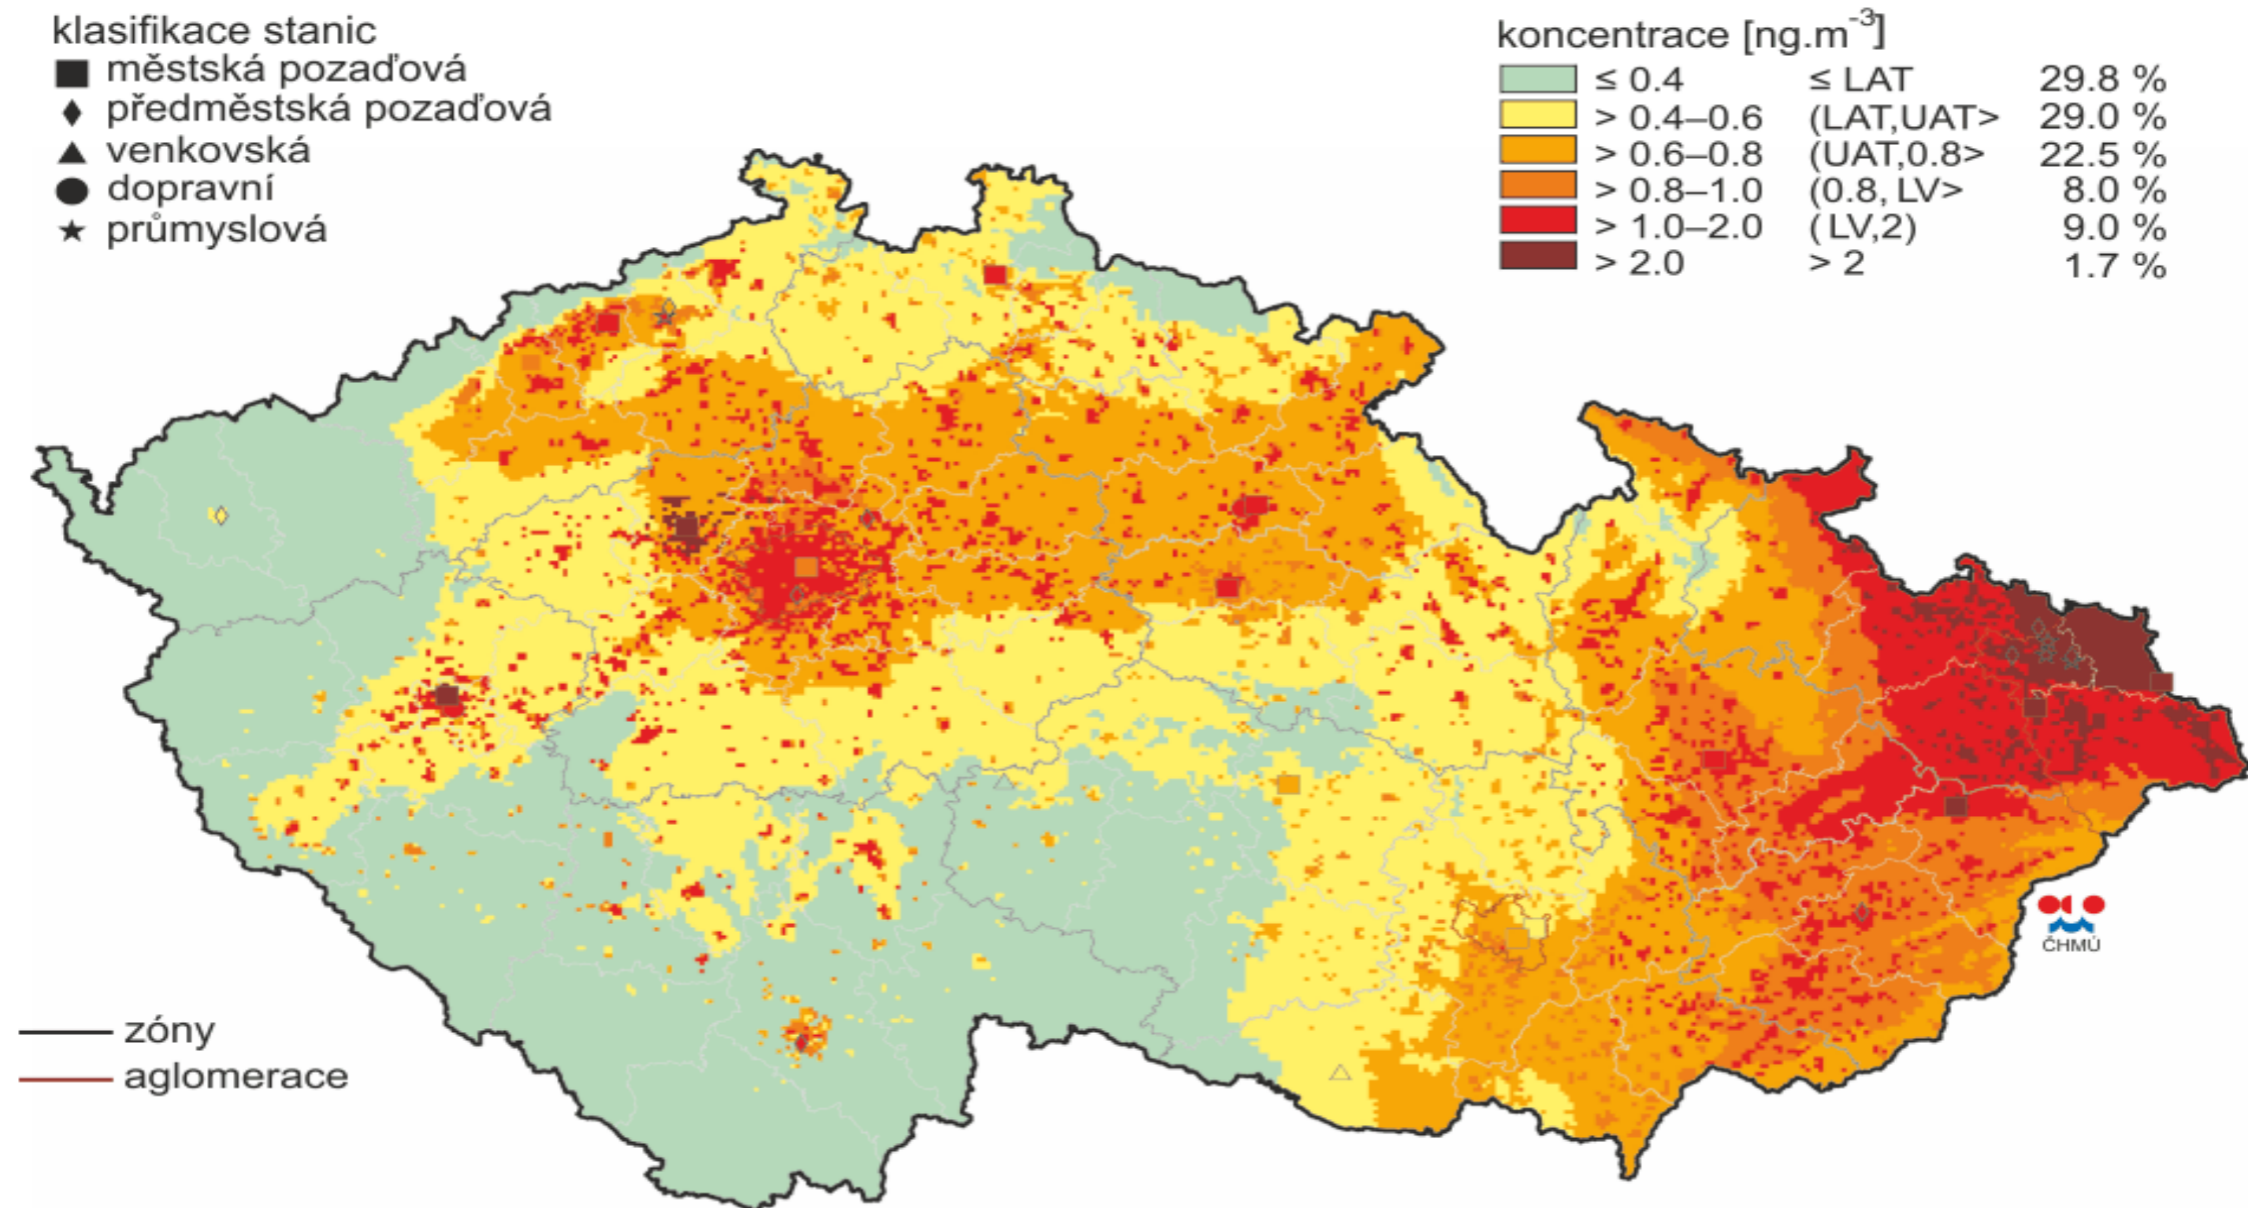 klasifikace stanic
městská pozaďová
předměstská pozaďová
venkovská
dopravní
průmyslová
koncentrace [ng.m⁻³]
≤ 0.4 ≤ LAT 29.8 %
> 0.4–0.6 (LAT,UAT> 29.0 %
> 0.6–0.8 (UAT,0.8> 22.5 %
> 0.8–1.0 (0.8, LV> 8.0 %
> 1.0–2.0 (LV,2) 9.0 %
> 2.0 > 2 1.7 %
ČHMÚ
zóny
aglomerace